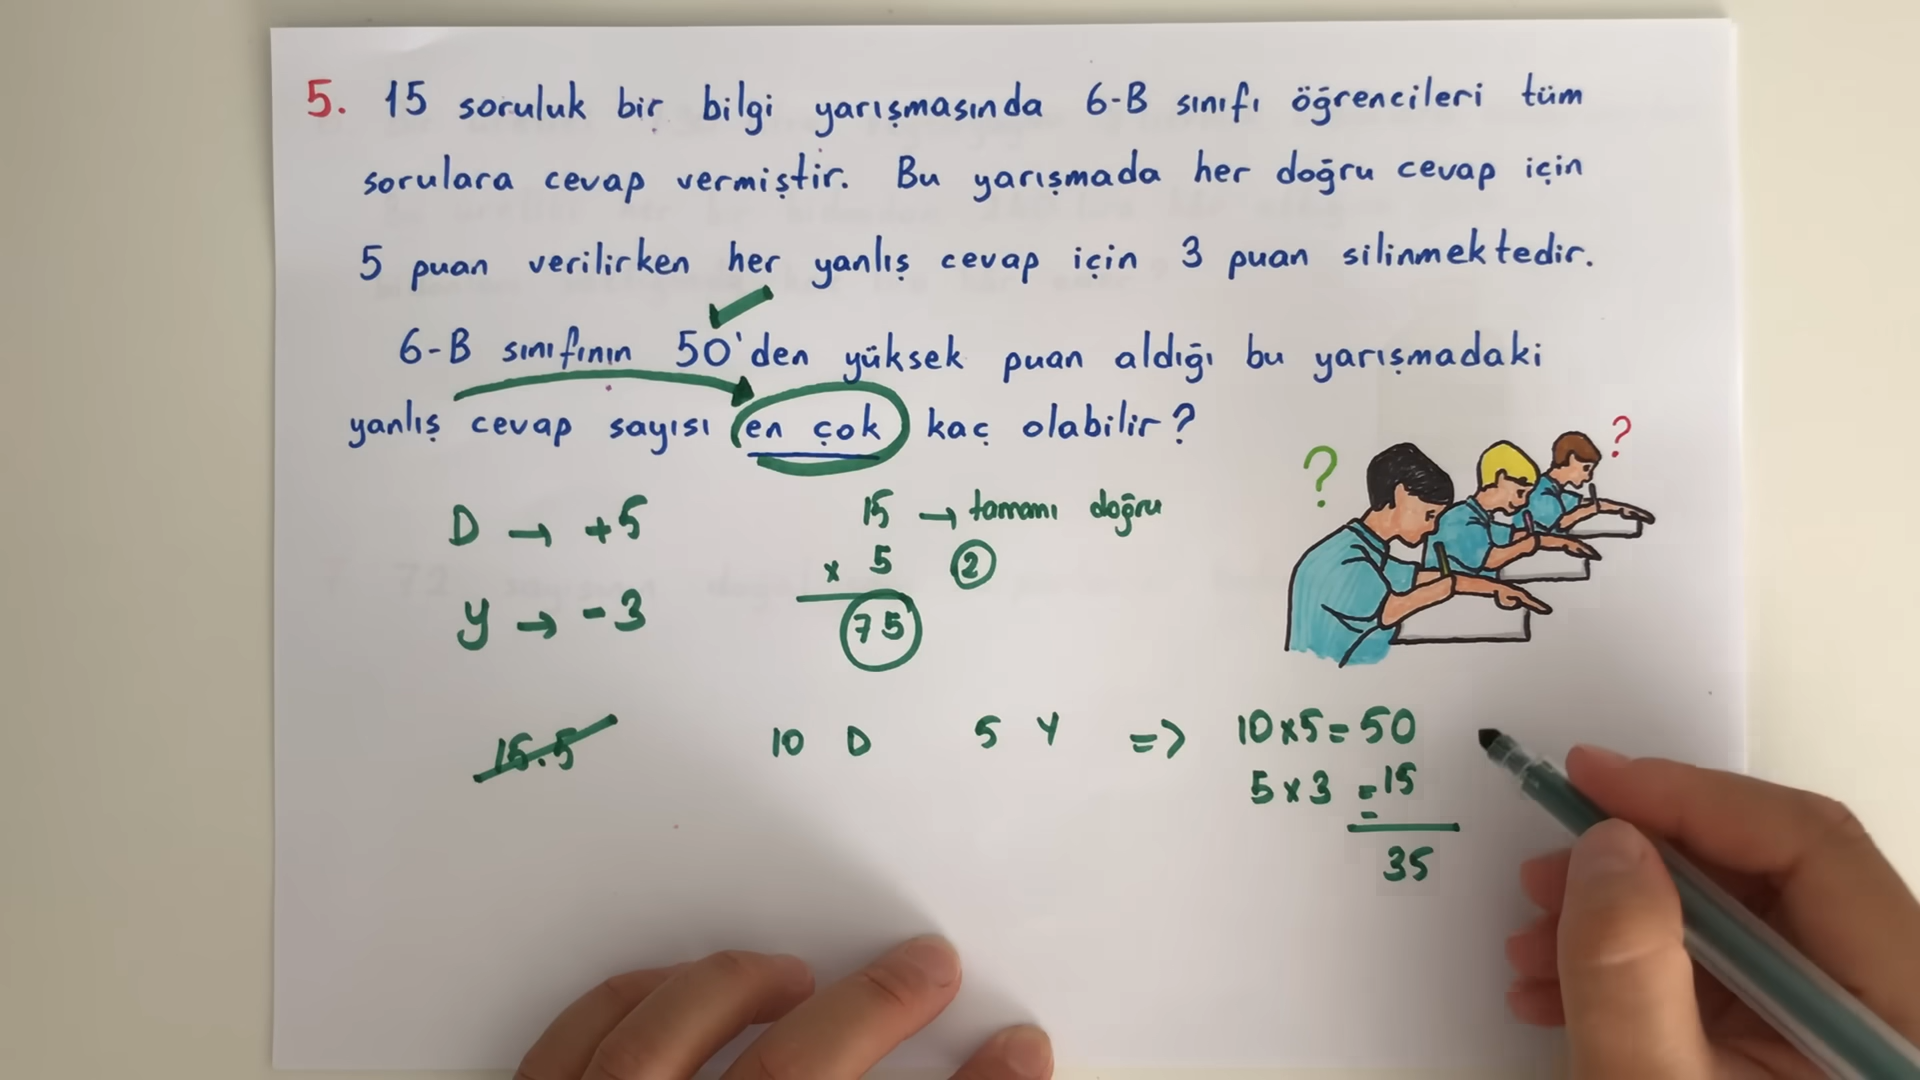 5. 15 soruluk bir bilgi yarışmasında 6-B sınıfı öğrencileri tüm
sorulara cevap vermiştir. Bu yarışmada her doğru cevap için
5 puan verilirken her yanlış cevap için 3 puan silinmektedir.
6-B sınıfının 50'den yüksek puan aldığı bu yarışmadaki
yanlış cevap sayısı en çok kaç olabilir?
? ?
D → +5
Y → -3
15 → tamamı doğru
x 5 2
75
15.5
10 D 5 Y => 10x5=50
5x3 =15
-
35